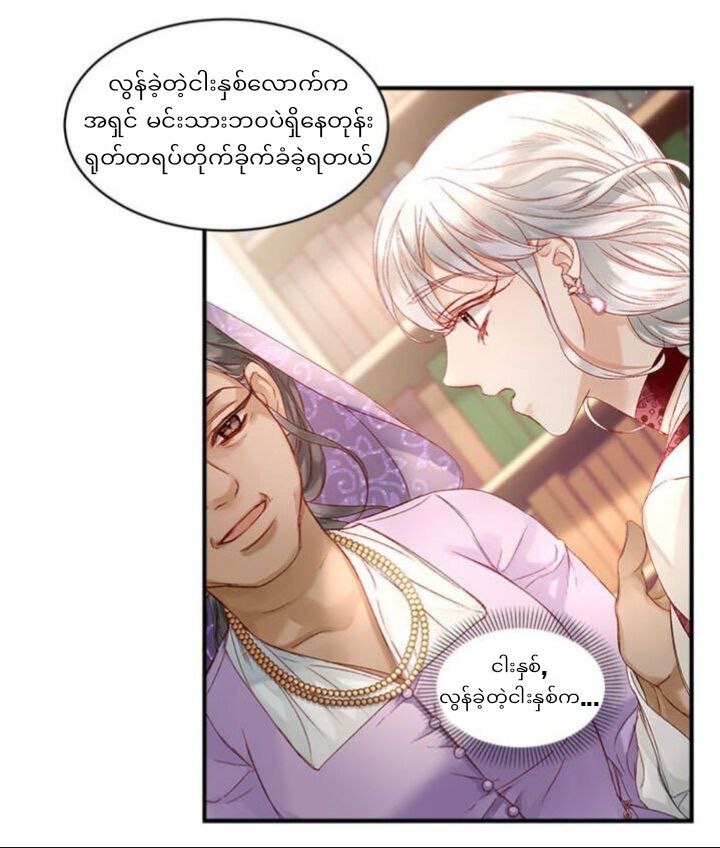 လွန်ခဲ့တဲ့ငါးနှစ်လောက်က
အရှင် မင်းသားဘဝပဲရှိနေတုန်း
ရုတ်တရပ်တိုက်ခိုက်ခံခဲ့ရတယ်
ငါးနှစ်,
လွန်ခဲ့တဲ့ငါးနှစ်က...